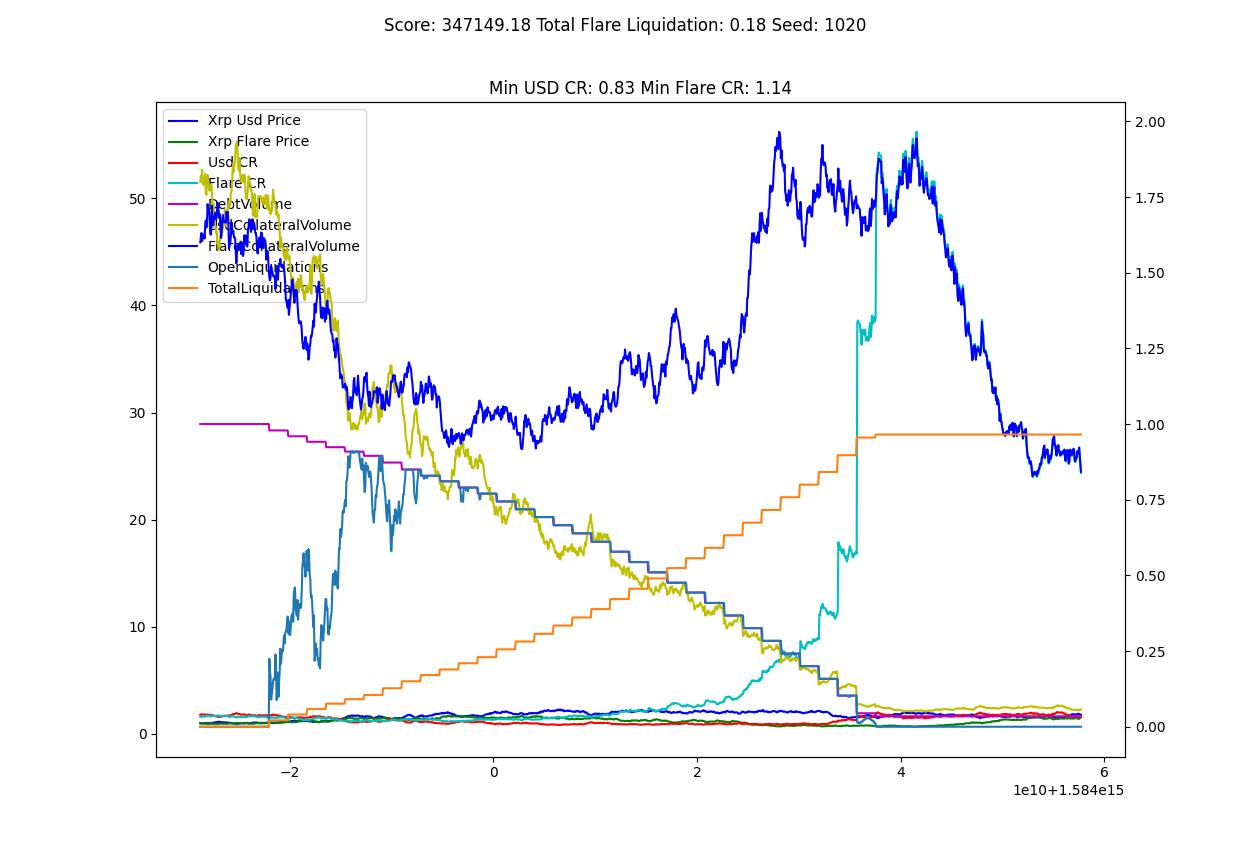 Score: 347149.18 Total Flare Liquidation: 0.18 Seed: 1020
Min USD CR: 0.83 Min Flare CR: 1.14
Xrp Usd Price
Xrp Flare Price
Usd CR
Flare CR
DebtVolume
UsdCollateralVolume
FlareCollateralVolume
OpenLiquidations
TotalLiquidations
50
40
30
20
10
0
2.00
1.75
1.50
1.25
1.00
0.75
0.50
0.25
0.00
−2
0
2
4
6
1e10+1.584e15